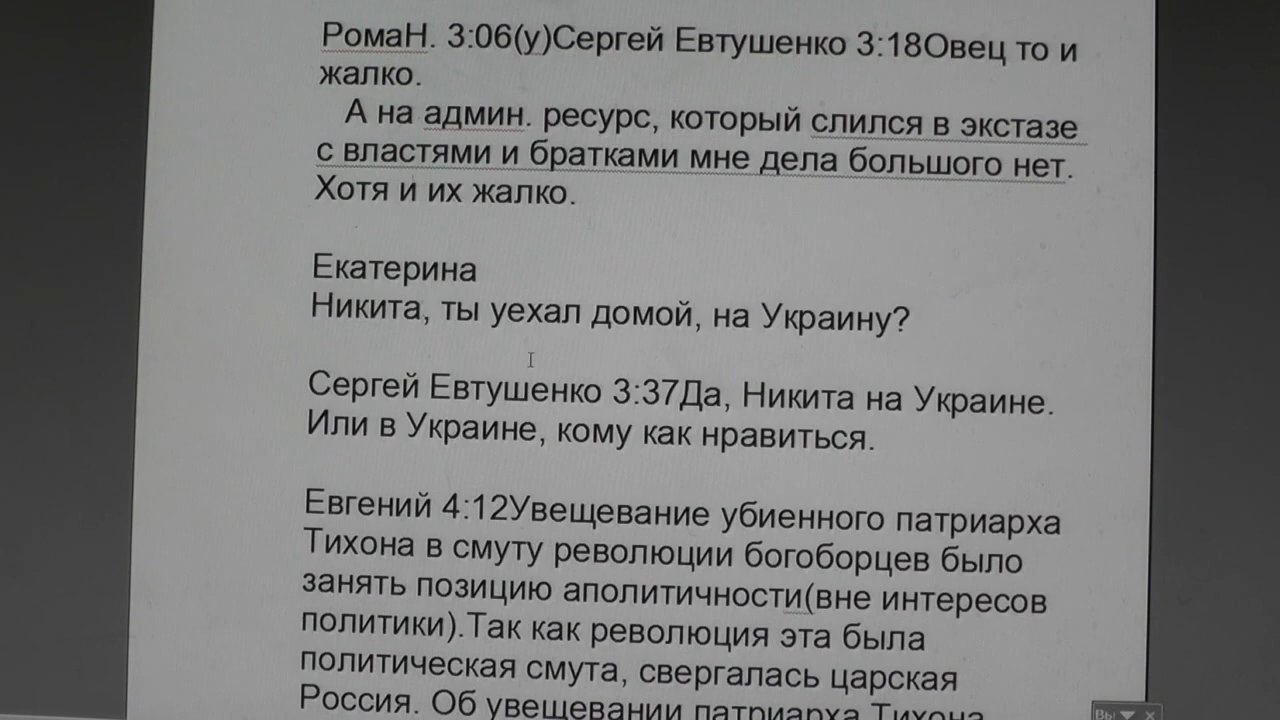 РомаН. 3:06(у)Сергей Евтушенко 3:18Овец то и
жалко.
А на админ. ресурс, который слился в экстазе
с властями и братками мне дела большого нет.
Хотя и их жалко.
Екатерина
Никита, ты уехал домой, на Украину?
Сергей Евтушенко 3:37Да, Никита на Украине.
Или в Украине, кому как нравиться.
Евгений 4:12Увещевание убиенного патриарха
Тихона в смуту революции богоборцев было
занять позицию аполитичности(вне интересов
политики).Так как революция эта была
политическая смута, свергалась царская
Россия. Об увещевании патриарха Тихона